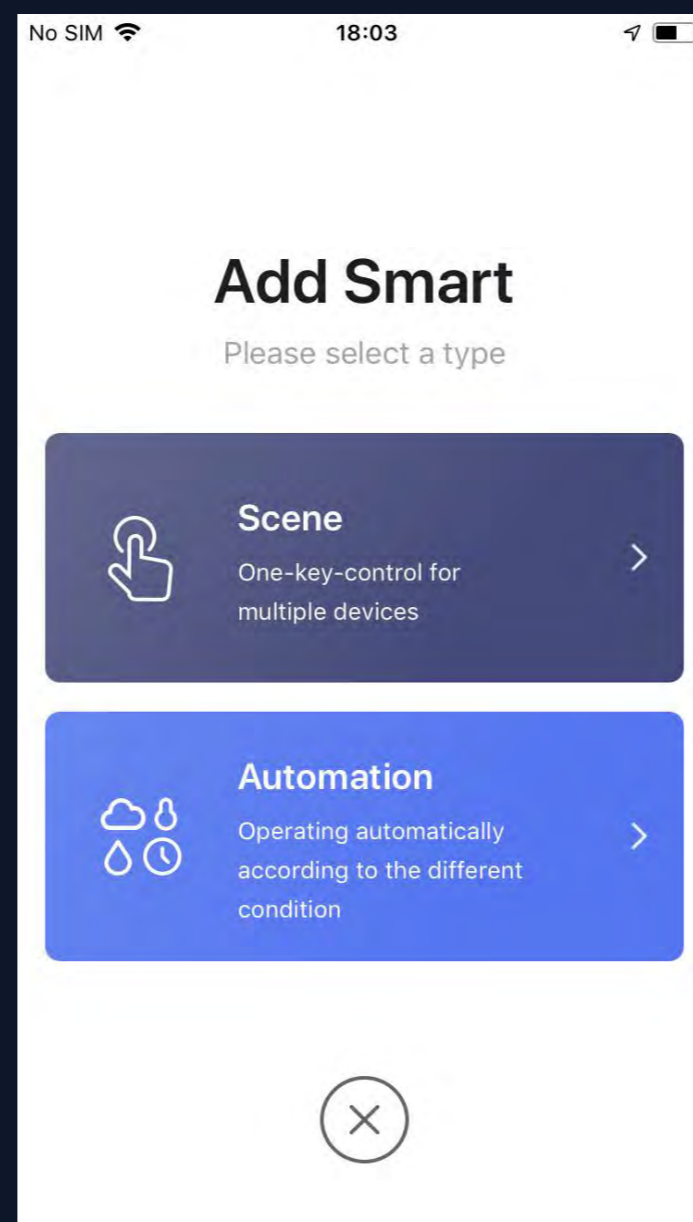 No SIM 18:03
Add Smart
Please select a type
Scene
One-key-control for
multiple devices
Automation
Operating automatically
according to the different
condition